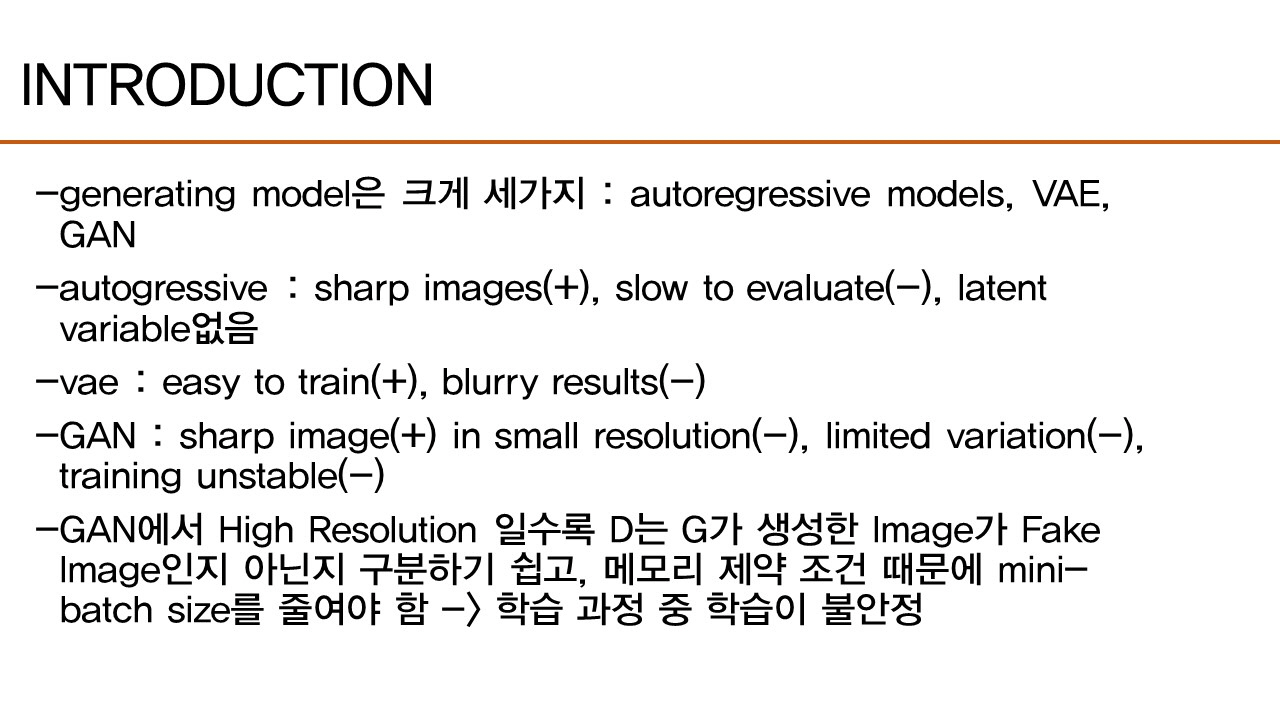 INTRODUCTION
-generating model은 크게 세가지 : autoregressive models, VAE,
GAN
-autogressive : sharp images(+), slow to evaluate(-), latent
variable없음
-vae : easy to train(+), blurry results(-)
-GAN : sharp image(+) in small resolution(-), limited variation(-),
training unstable(-)
-GAN에서 High Resolution 일수록 D는 G가 생성한 Image가 Fake
Image인지 아닌지 구분하기 쉽고, 메모리 제약 조건 때문에 mini-
batch size를 줄여야 함 -> 학습 과정 중 학습이 불안정